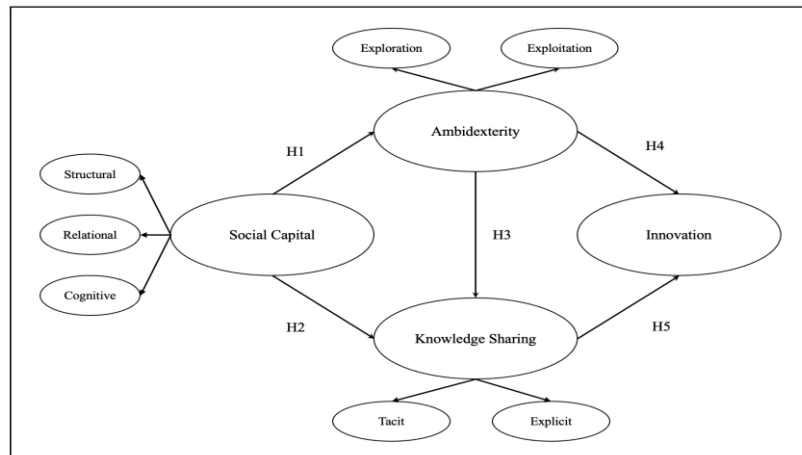 Exploration
Exploitation
Ambidexterity
H1
H4
Structural
Relational
Social Capital
H3
Innovation
Cognitive
H2
Knowledge Sharing
H5
Tacit
Explicit